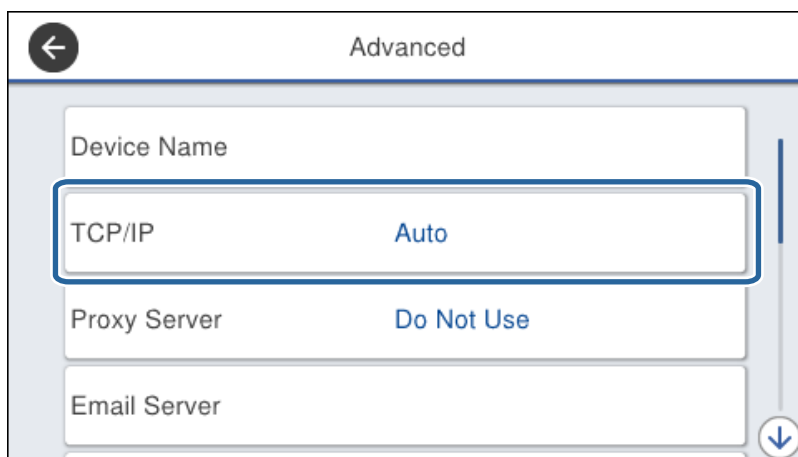 Advanced
Device Name
TCP/IP Auto
Proxy Server Do Not Use
Email Server